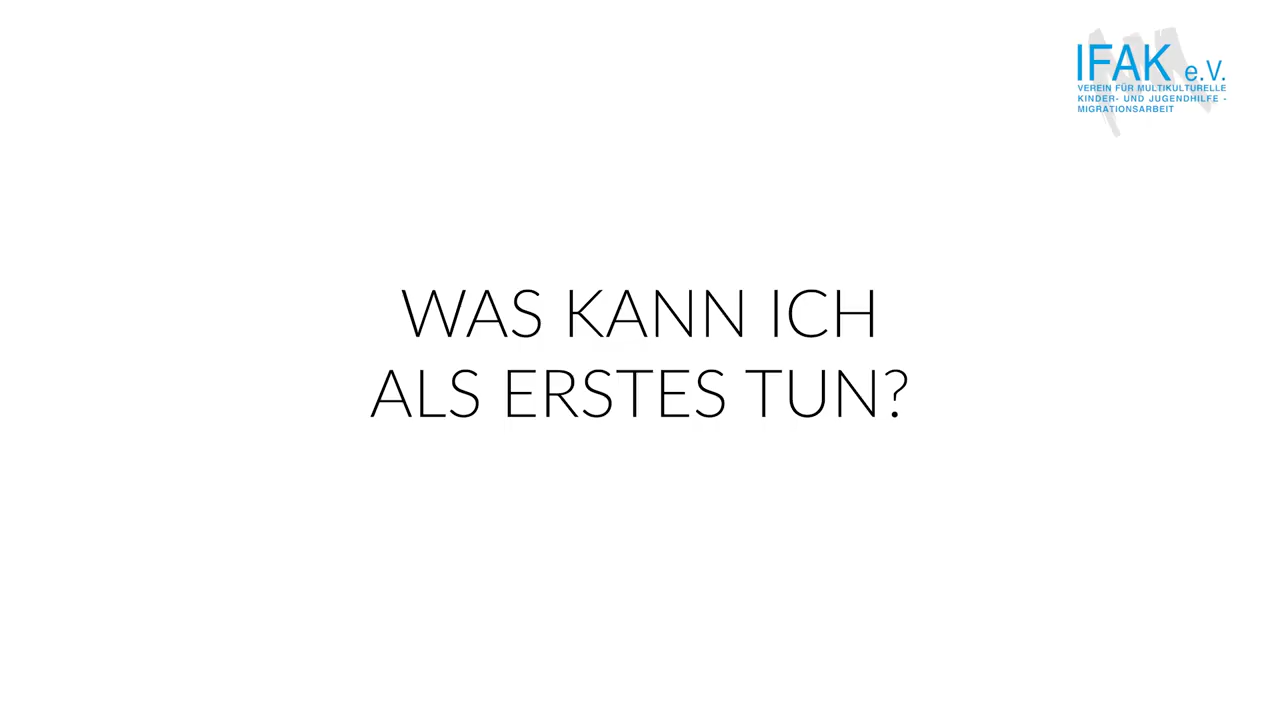 IFAK e.V.
VEREIN FÜR MULTIKULTURELLE
KINDER- UND JUGENDHILFE -
MIGRATIONSARBEIT
WAS KANN ICH
ALS ERSTES TUN?